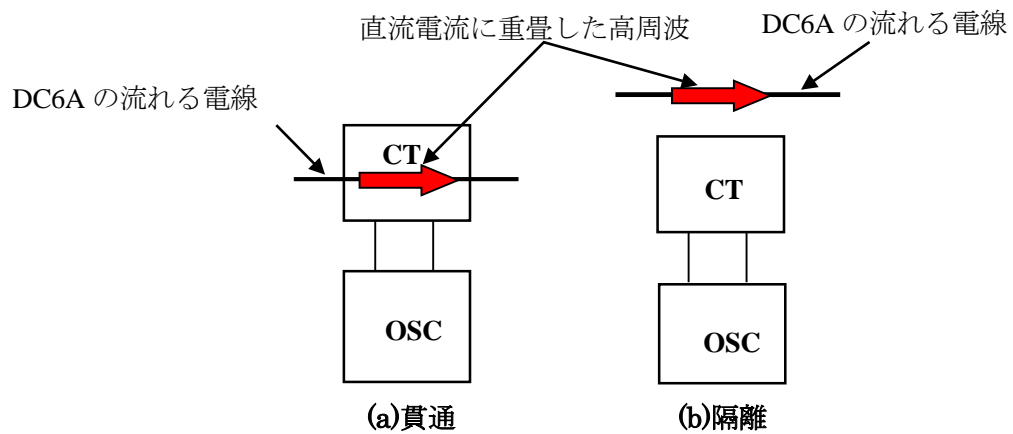 直流電流に重畳した高周波
DC6A の流れる電線
DC6A の流れる電線
CT
CT
OSC
OSC
(a)貫通
(b)隔離